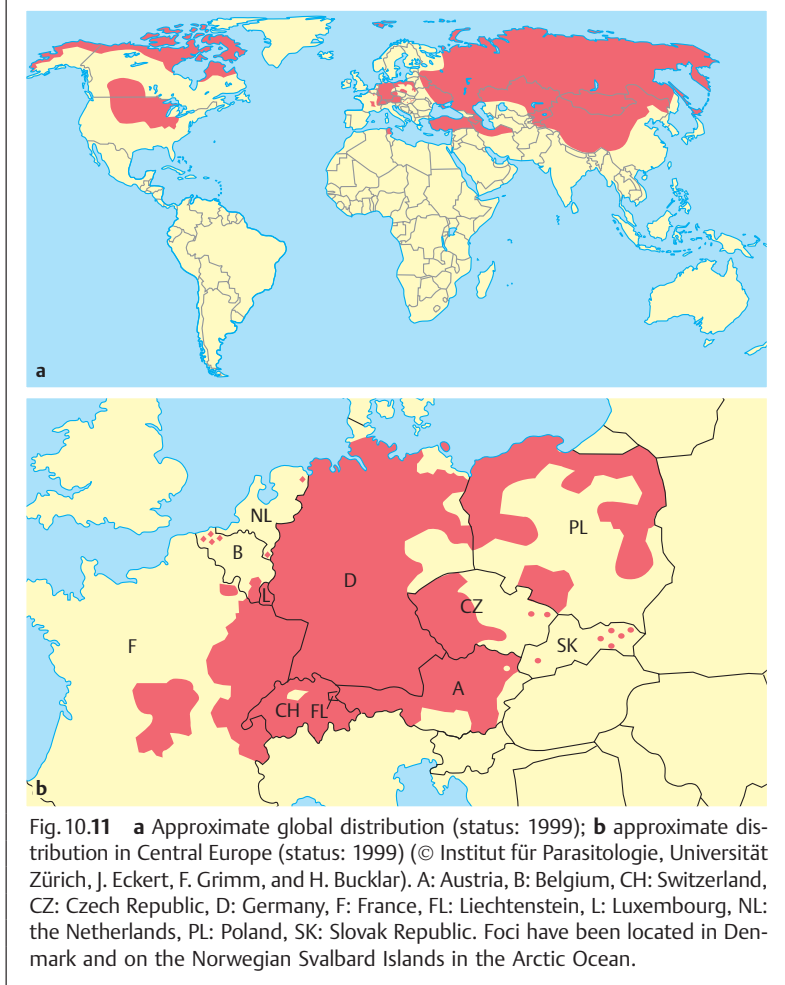 a
NL
B
PL
L
D
CZ
F
SK
A
CH FL
b
Fig. 10.11 a Approximate global distribution (status: 1999); b approximate dis-
tribution in Central Europe (status: 1999) (© Institut für Parasitologie, Universität
Zürich, J. Eckert, F. Grimm, and H. Bucklar). A: Austria, B: Belgium, CH: Switzerland,
CZ: Czech Republic, D: Germany, F: France, FL: Liechtenstein, L: Luxembourg, NL:
the Netherlands, PL: Poland, SK: Slovak Republic. Foci have been located in Den-
mark and on the Norwegian Svalbard Islands in the Arctic Ocean.